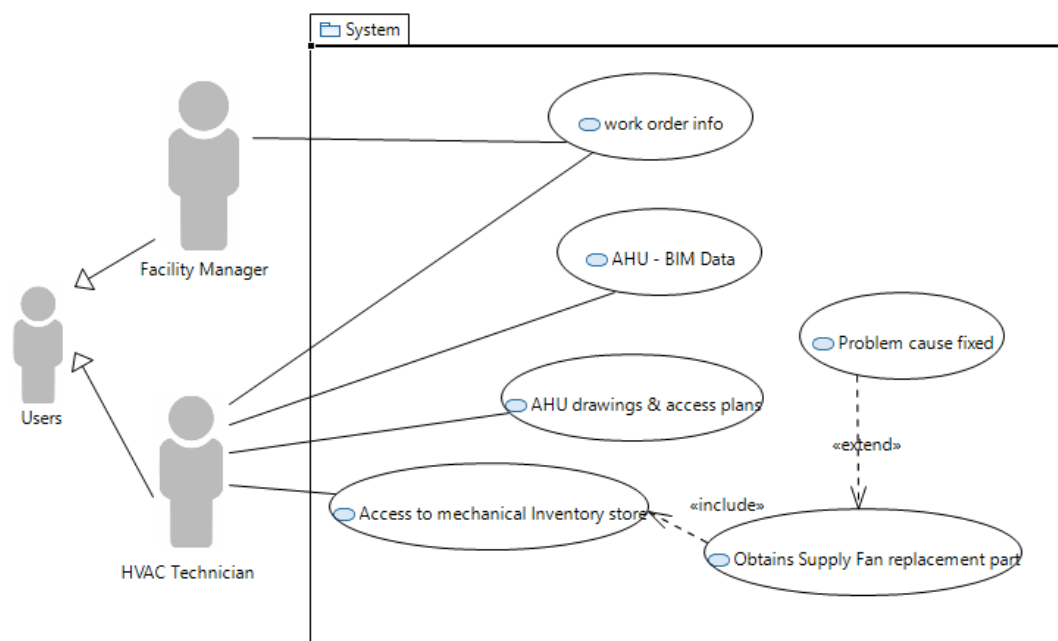 System
work order info
Facility Manager
AHU - BIM Data
Problem cause fixed
Users
AHU drawings & access plans
«extend»
Access to mechanical Inventory store
«include»
Obtains Supply Fan replacement part
HVAC Technician